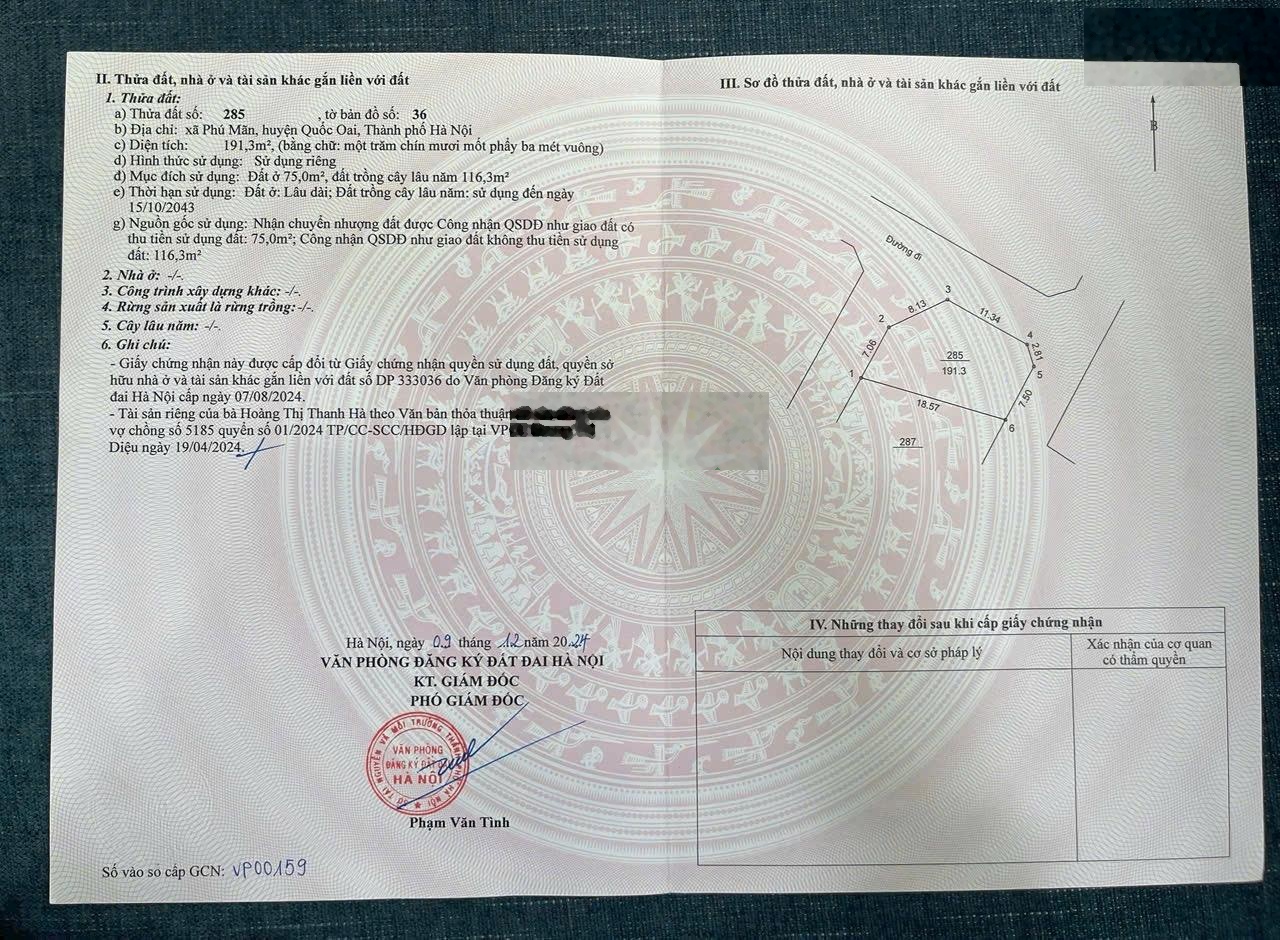 II. Thửa đất, nhà ở và tài sản khác gắn liền với đất
1. Thửa đất:
a) Thửa đất số: 285 , tờ bản đồ số: 36
b) Địa chỉ: xã Phú Mãn, huyện Quốc Oai, Thành phố Hà Nội
c) Diện tích: 191,3m², (bằng chữ: một trăm chín mươi mốt phẩy ba mét vuông)
d) Hình thức sử dụng: Sử dụng riêng
đ) Mục đích sử dụng: Đất ở 75,0m², đất trồng cây lâu năm 116,3m²
e) Thời hạn sử dụng: Đất ở: Lâu dài; Đất trồng cây lâu năm: sử dụng đến ngày
15/10/2043
g) Nguồn gốc sử dụng: Nhận chuyển nhượng đất được Công nhận QSDĐ như giao đất có
thu tiền sử dụng đất: 75,0m²; Công nhận QSDĐ như giao đất không thu tiền sử dụng
đất: 116,3m²
2. Nhà ở: -/-.
3. Công trình xây dựng khác: -/-.
4. Rừng sản xuất là rừng trồng: -/-.
5. Cây lâu năm: -/-.
6. Ghi chú:
- Giấy chứng nhận này được cấp đổi từ Giấy chứng nhận quyền sử dụng đất, quyền sở
hữu nhà ở và tài sản khác gắn liền với đất số DP 333036 do Văn phòng Đăng ký Đất
đai Hà Nội cấp ngày 07/08/2024.
- Tài sản riêng của bà Hoàng Thị Thanh Hà theo Văn bản thỏa thuận
vợ chồng số 5185 quyển số 01/2024 TP/CC-SCC/HĐGD lập tại VP
Diệu ngày 19/04/2024.
Hà Nội, ngày 09 tháng 12 năm 2024
VĂN PHÒNG ĐĂNG KÝ ĐẤT ĐAI HÀ NỘI
KT. GIÁM ĐỐC
PHÓ GIÁM ĐỐC
SỞ TÀI NGUYÊN VÀ MÔI TRƯỜNG THÀNH PHỐ HÀ NỘI
VĂN PHÒNG
ĐĂNG KÝ ĐẤT
HÀ NỘI
Phạm Văn Tình
Số vào sổ cấp GCN: VP00159
III. Sơ đồ thửa đất, nhà ở và tài sản khác gắn liền với đất
B
Đường đi
3
2
8.13
11.34
4
2.81
7.06
285
191.3
5
1
18.57
7.50
6
287
IV. Những thay đổi sau khi cấp giấy chứng nhận
Nội dung thay đổi và cơ sở pháp lý
Xác nhận của cơ quan
có thẩm quyền